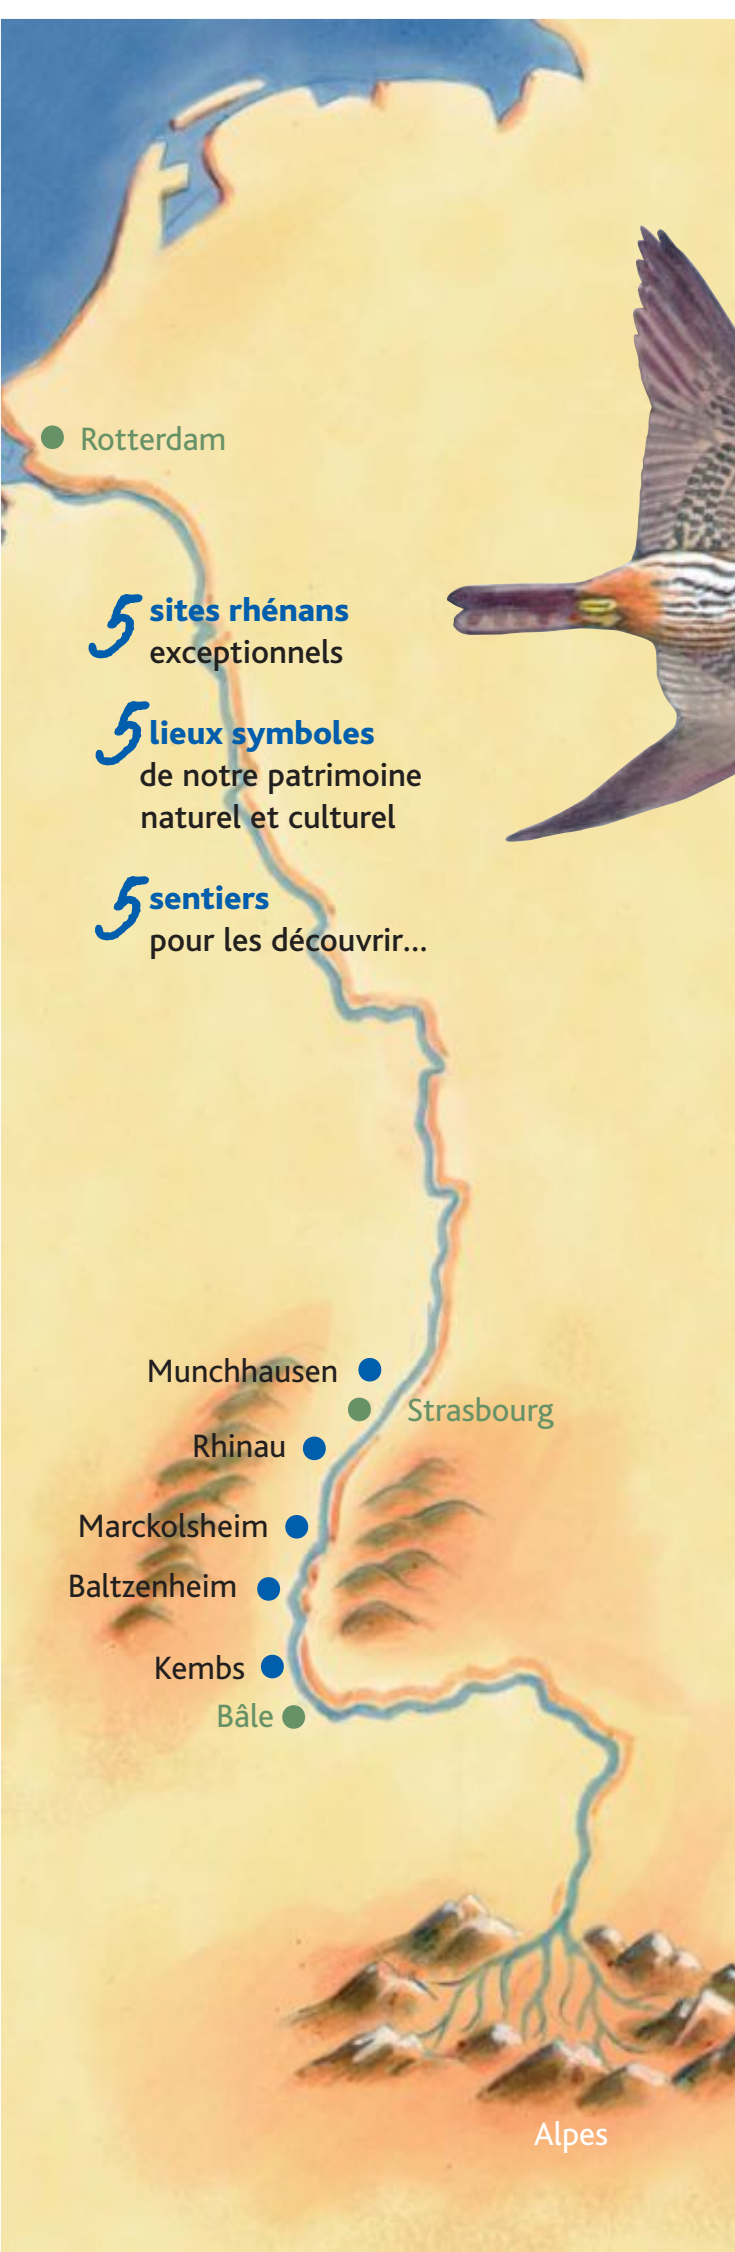 Rotterdam
5 sites rhénans
exceptionnels
5 lieux symboles
de notre patrimoine
naturel et culturel
5 sentiers
pour les découvrir...
Munchhausen
Strasbourg
Rhinau
Marckolsheim
Baltzenheim
Kembs
Bâle
Alpes